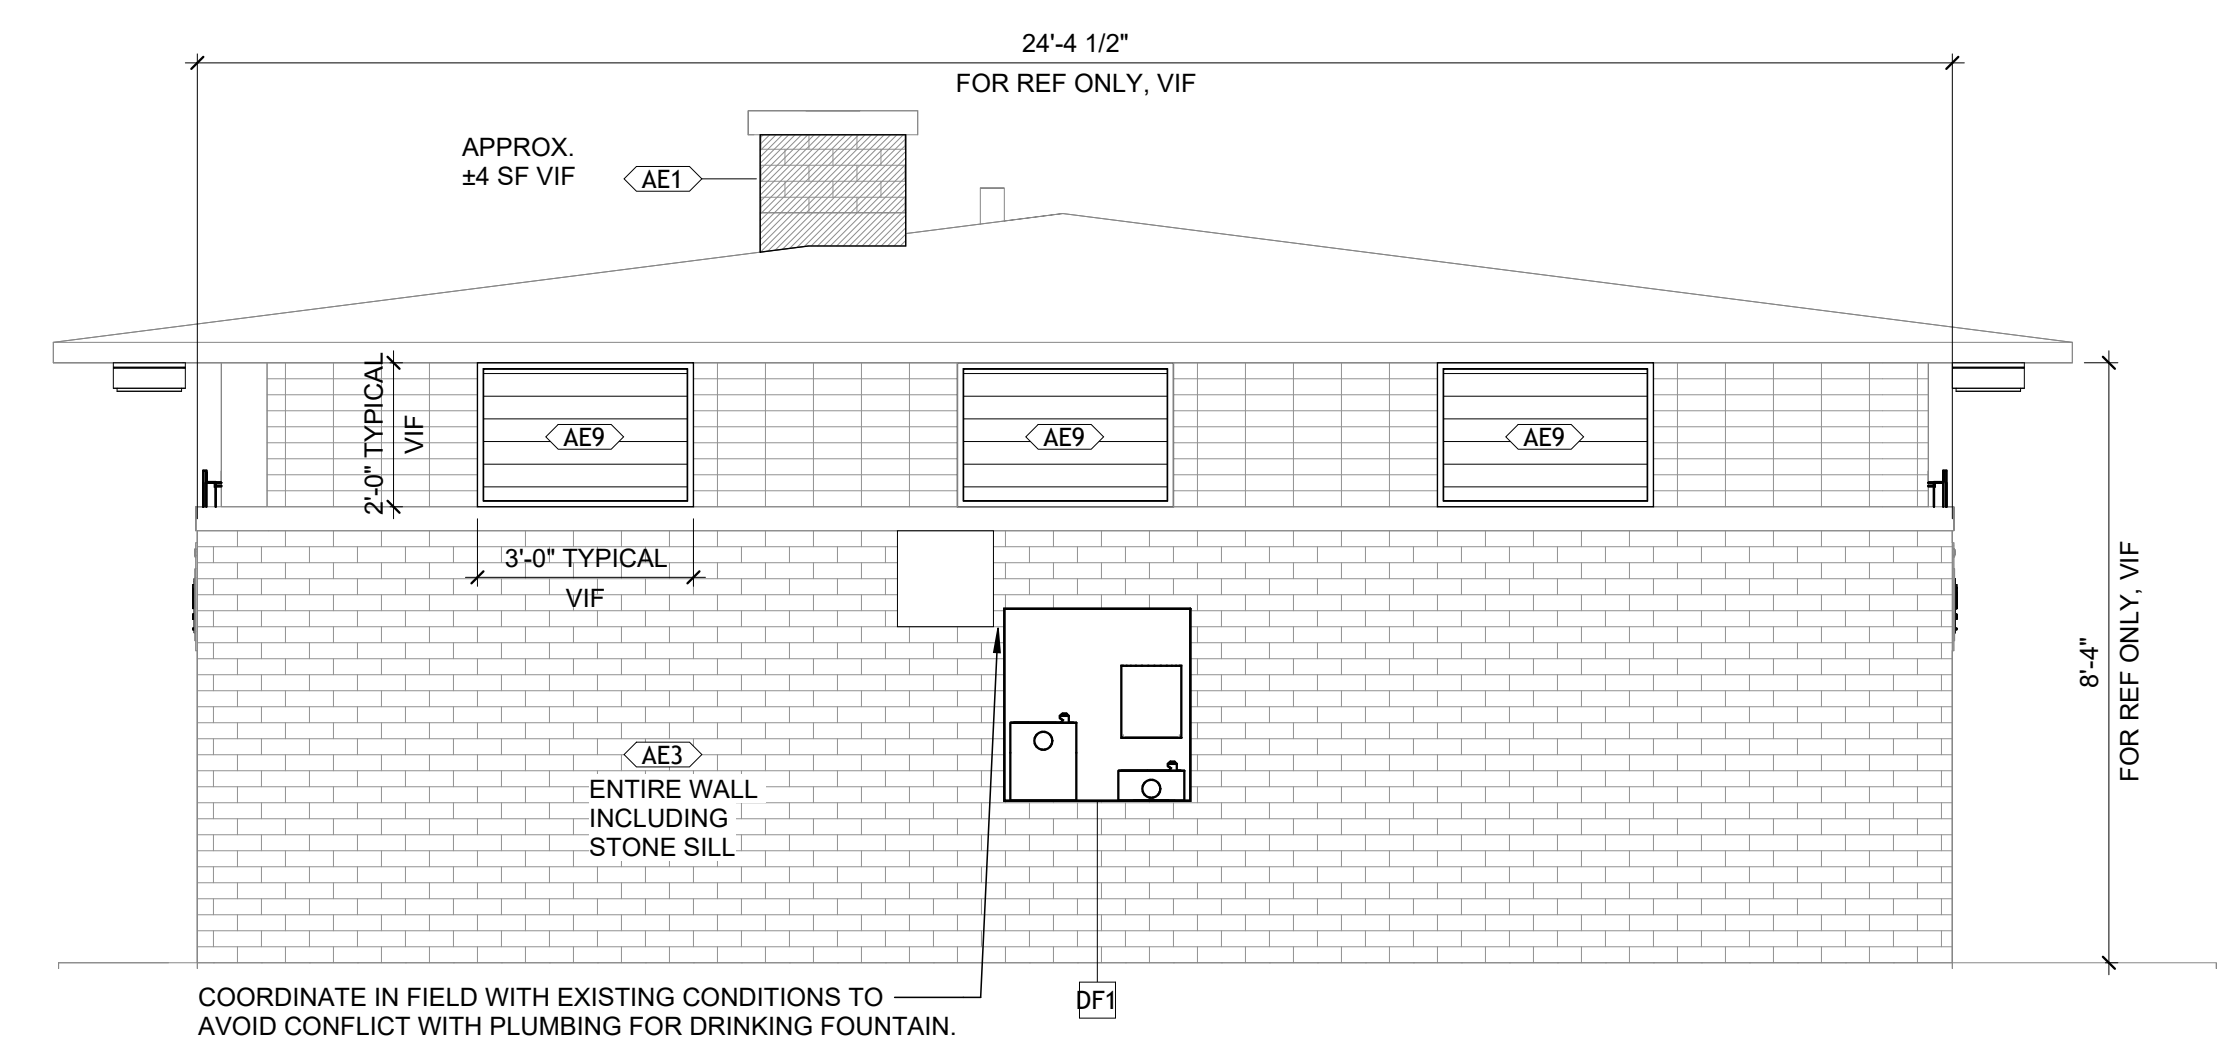 24'-4 1/2"
FOR REF ONLY, VIF
APPROX.
±4 SF VIF
AE1
2'-0" TYPICAL
VIF
AE9
AE9
AE9
3'-0" TYPICAL
VIF
8'-4"
FOR REF ONLY, VIF
AE3
ENTIRE WALL
INCLUDING
STONE SILL
COORDINATE IN FIELD WITH EXISTING CONDITIONS TO
AVOID CONFLICT WITH PLUMBING FOR DRINKING FOUNTAIN.
DF1